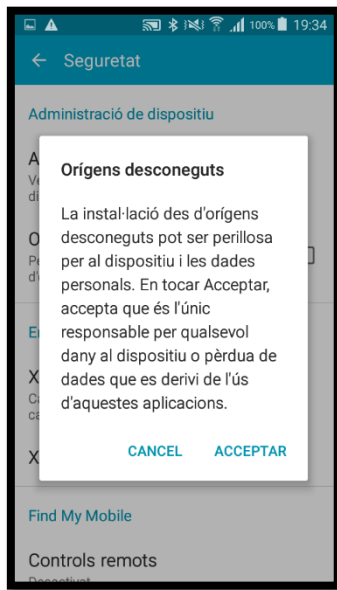 100% 19:34
Seguretat
Administració de dispositiu
Orígens desconeguts
La instal·lació des d'orígens
desconeguts pot ser perillosa
per al dispositiu i les dades
personals. En tocar Acceptar,
accepta que és l'únic
responsable per qualsevol
dany al dispositiu o pèrdua de
dades que es derivi de l'ús
d'aquestes aplicacions.
CANCEL ACCEPTAR
Find My Mobile
Controls remots